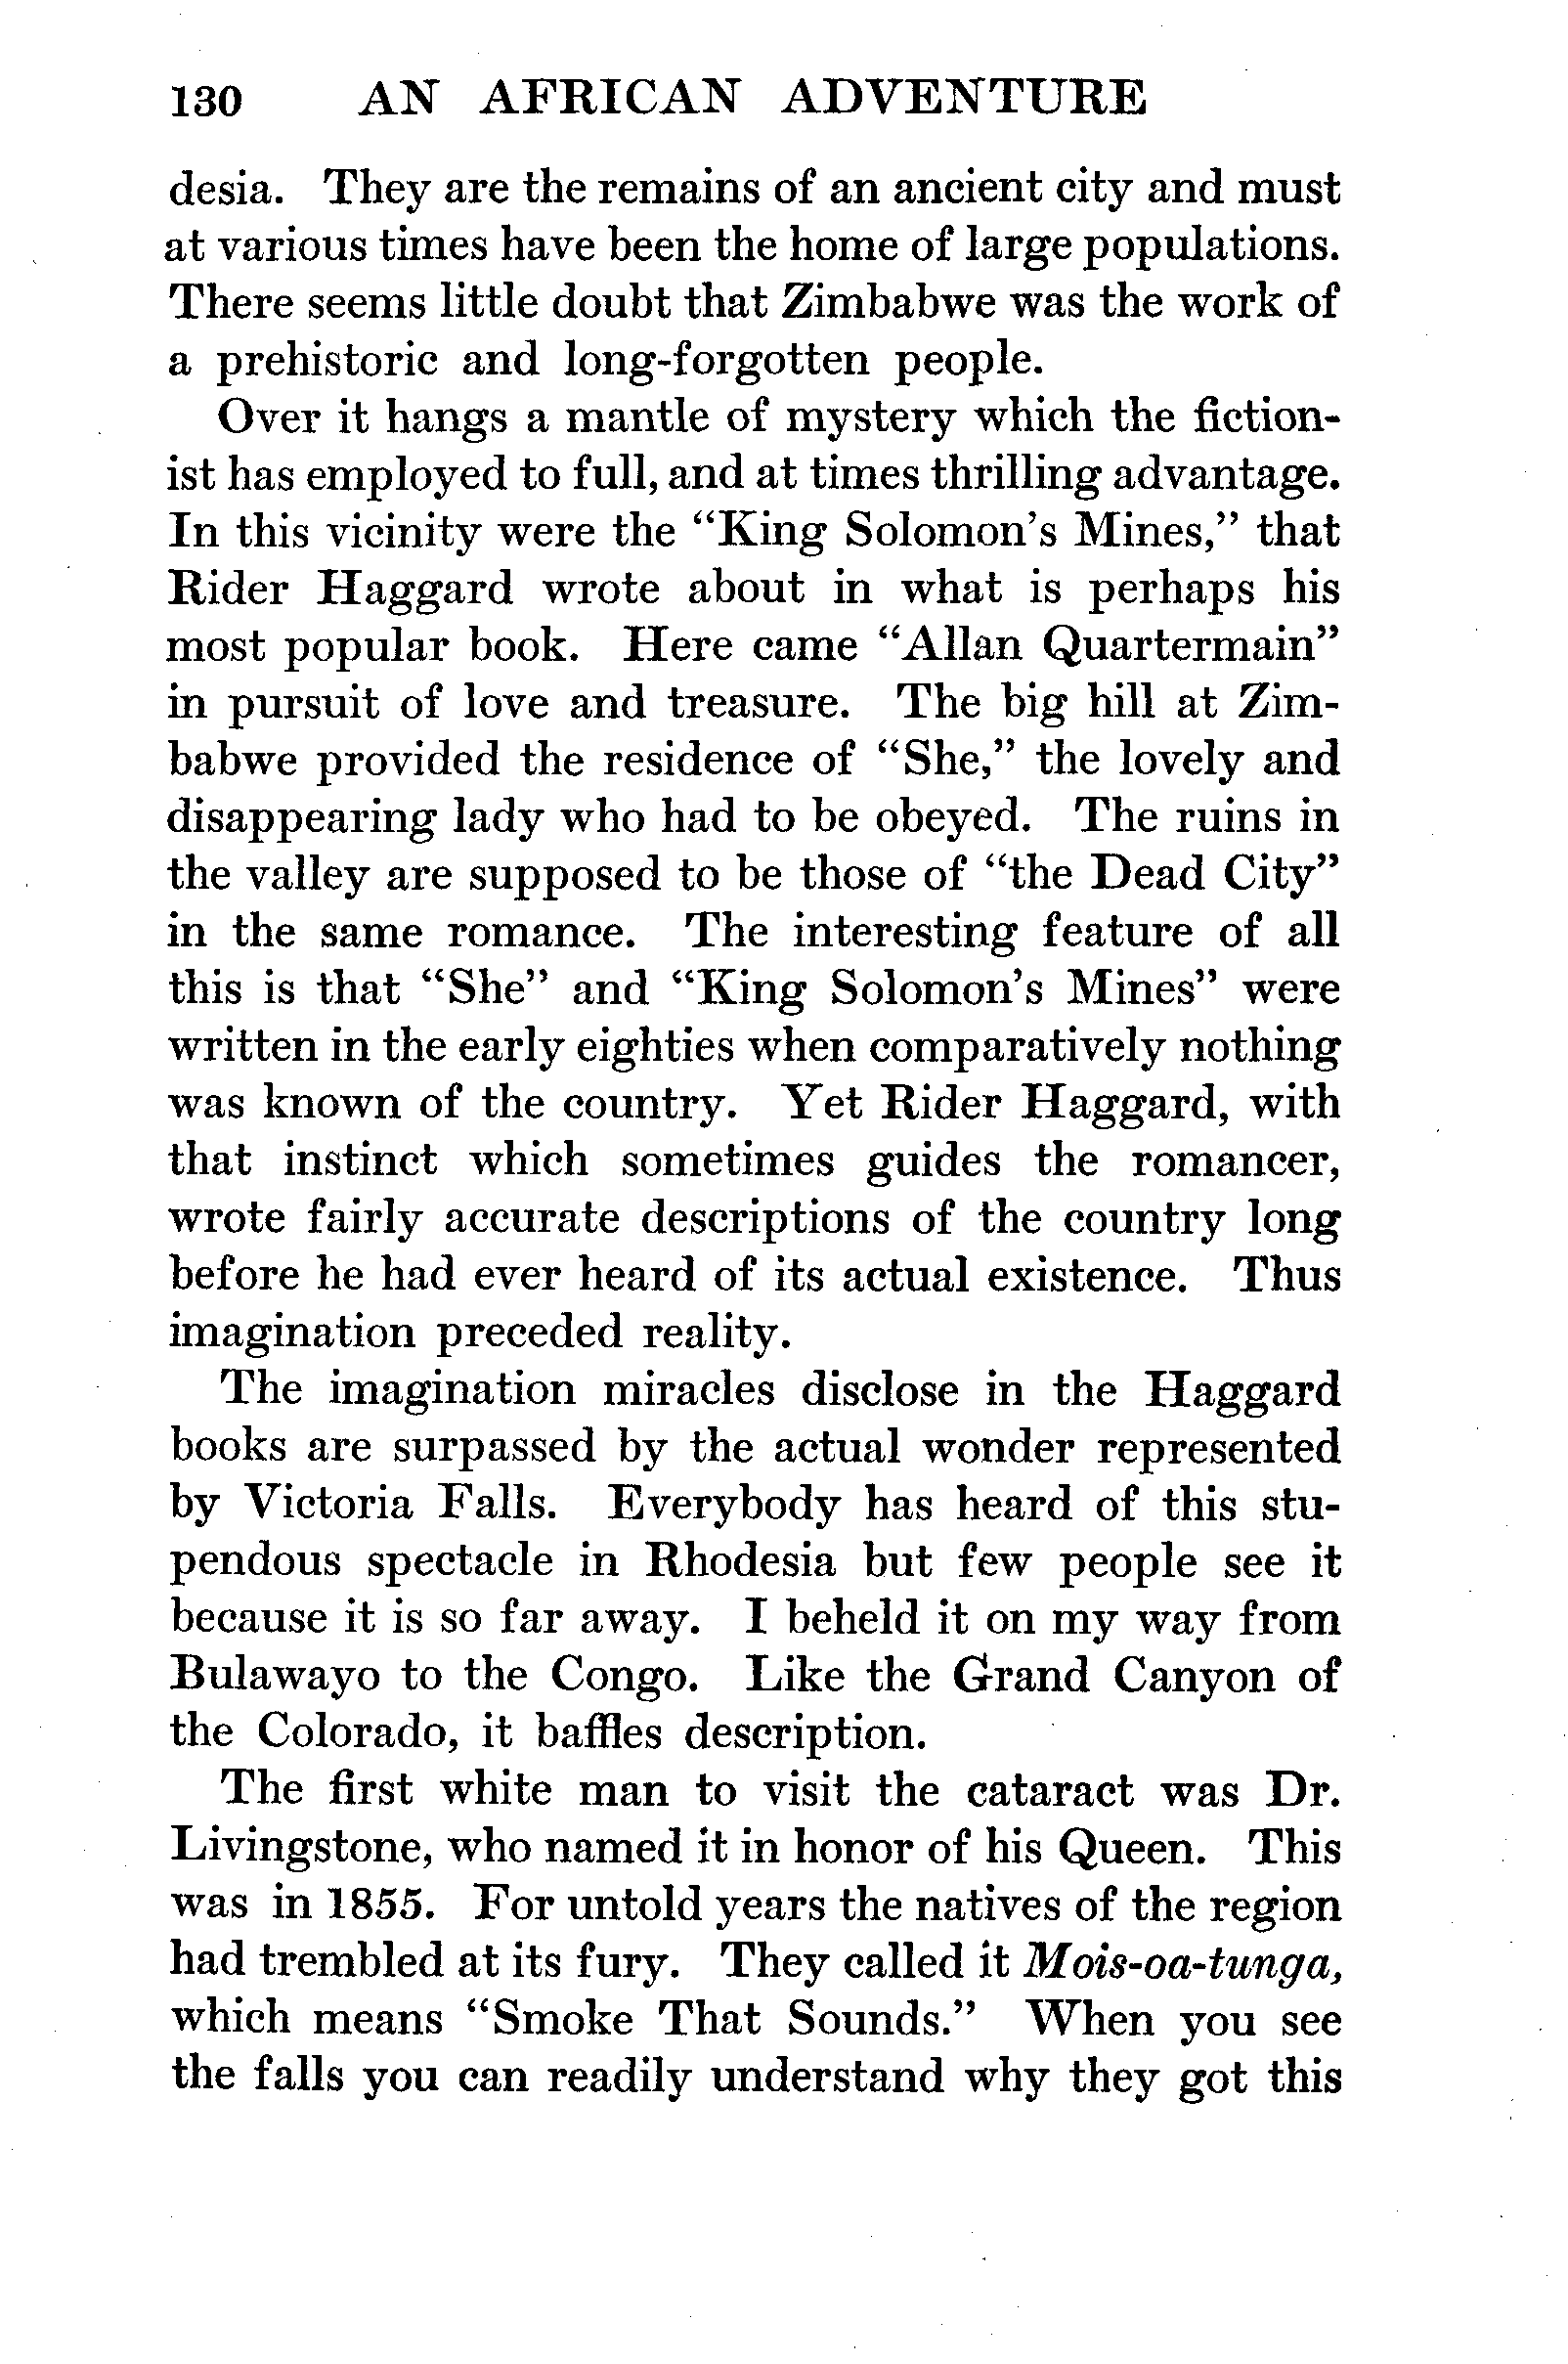 130 AN AFRICAN ADVENTURE
desia. They are the remains of an ancient city and must
at various times have been the home of large populations.
There seems little doubt that Zimbabwe was the work of
a prehistoric and long-forgotten people.
Over it hangs a mantle of mystery which the fiction-
ist has employed to full, and at times thrilling advantage.
In this vicinity were the “King Solomon’s Mines,” that
Rider Haggard wrote about in what is perhaps his
most popular book. Here came “Allan Quartermain”
in pursuit of love and treasure. The big hill at Zim-
babwe provided the residence of “She,” the lovely and
disappearing lady who had to be obeyed. The ruins in
the valley are supposed to be those of “the Dead City”
in the same romance. The interesting feature of all
this is that “She” and “King Solomon’s Mines” were
written in the early eighties when comparatively nothing
was known of the country. Yet Rider Haggard, with
that instinct which sometimes guides the romancer,
wrote fairly accurate descriptions of the country long
before he had ever heard of its actual existence. Thus
imagination preceded reality.
The imagination miracles disclose in the Haggard
books are surpassed by the actual wonder represented
by Victoria Falls. Everybody has heard of this stu-
pendous spectacle in Rhodesia but few people see it
because it is so far away. I beheld it on my way from
Bulawayo to the Congo. Like the Grand Canyon of
the Colorado, it baffles description.
The first white man to visit the cataract was Dr.
Livingstone, who named it in honor of his Queen. This
was in 1855. For untold years the natives of the region
had trembled at its fury. They called it Mois-oa-tunga,
which means “Smoke That Sounds.” When you see
the falls you can readily understand why they got this